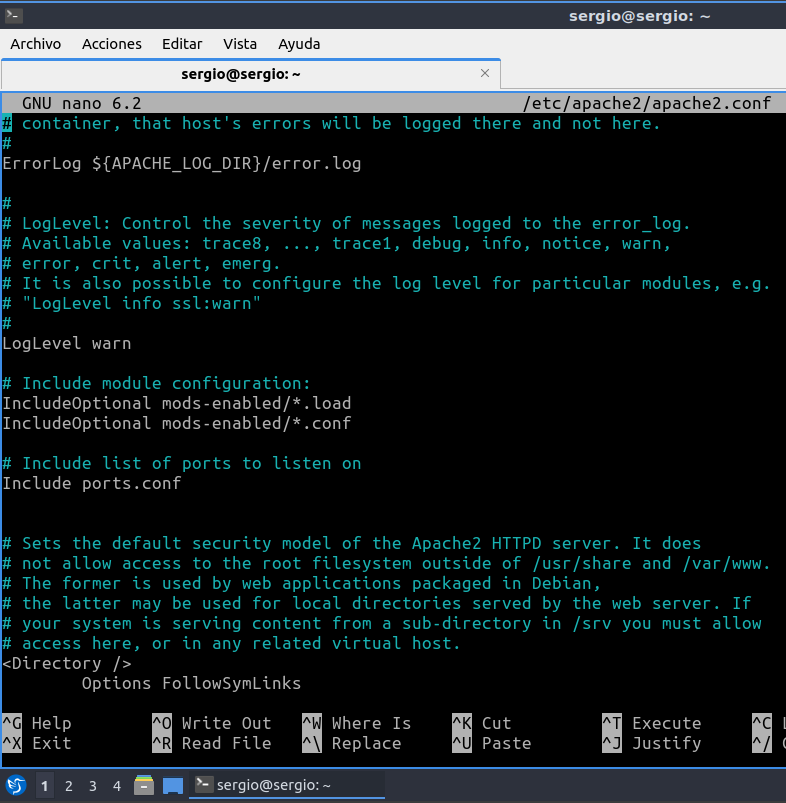 sergio@sergio: ~
Archivo Acciones Editar Vista Ayuda
sergio@sergio: ~ ×
GNU nano 6.2 /etc/apache2/apache2.conf
# container, that host's errors will be logged there and not here.
#
ErrorLog ${APACHE_LOG_DIR}/error.log
#
# LogLevel: Control the severity of messages logged to the error_log.
# Available values: trace8, ..., trace1, debug, info, notice, warn,
# error, crit, alert, emerg.
# It is also possible to configure the log level for particular modules, e.g.
# "LogLevel info ssl:warn"
#
LogLevel warn
# Include module configuration:
IncludeOptional mods-enabled/*.load
IncludeOptional mods-enabled/*.conf
# Include list of ports to listen on
Include ports.conf
# Sets the default security model of the Apache2 HTTPD server. It does
# not allow access to the root filesystem outside of /usr/share and /var/www.
# The former is used by web applications packaged in Debian,
# the latter may be used for local directories served by the web server. If
# your system is serving content from a sub-directory in /srv you must allow
# access here, or in any related virtual host.
<Directory />
Options FollowSymLinks
^G Help ^O Write Out ^W Where Is ^K Cut ^T Execute ^C
^X Exit ^R Read File ^\ Replace ^U Paste ^J Justify ^/
1 2 3 4 sergio@sergio: ~